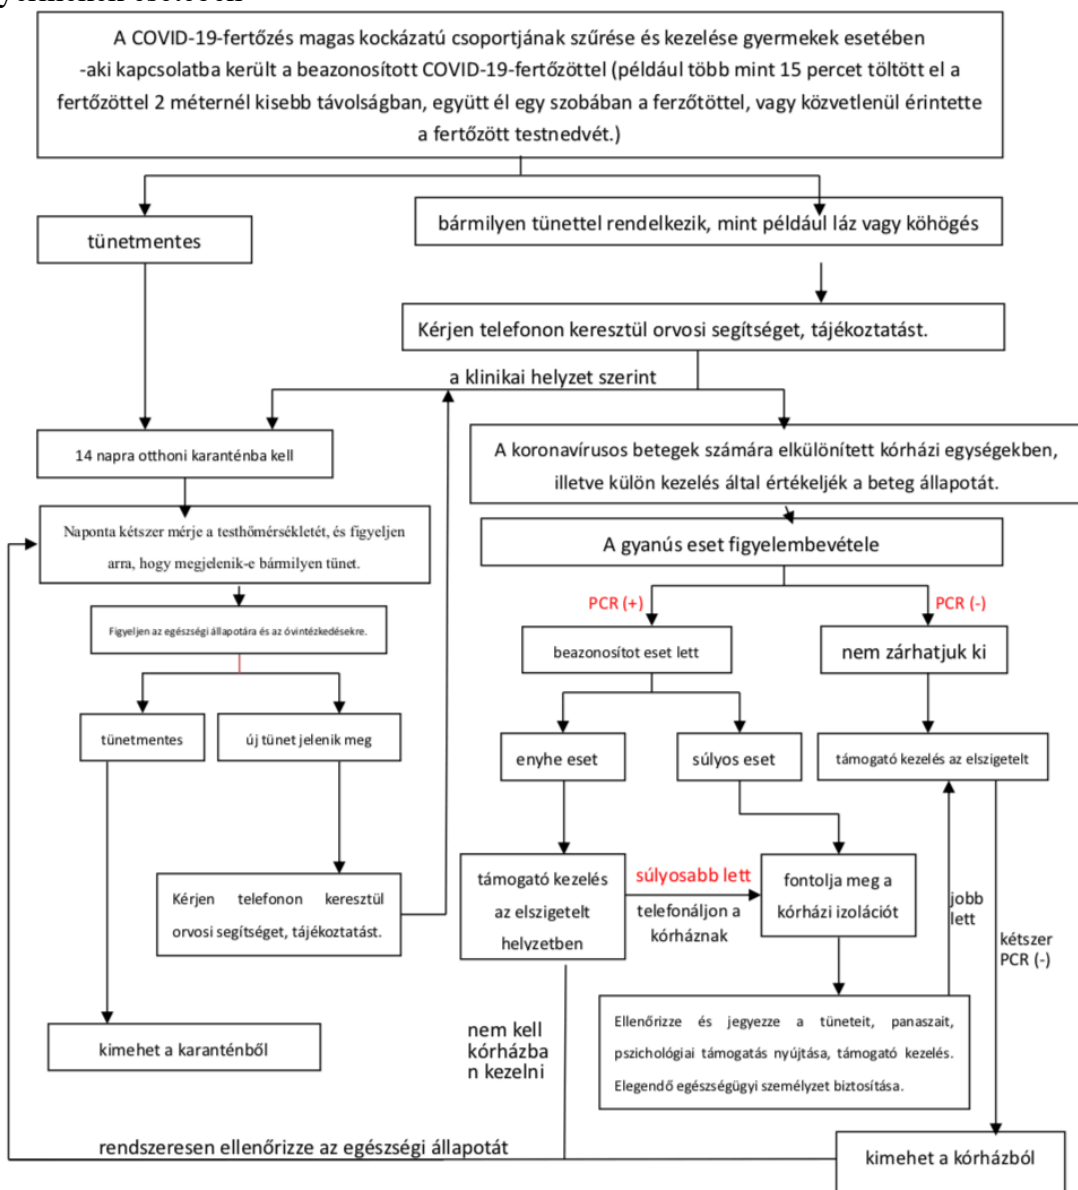 A COVID-19-fertőzés magas kockázatú csoportjának szűrése és kezelése gyermekek esetében
-aki kapcsolatba került a beazonosított COVID-19-fertőzöttel (például több mint 15 percet töltött el a
fertőzöttel 2 méternél kisebb távolságban, együtt él egy szobában a ferzőtöttel, vagy közvetlenül érintette
a fertőzött testnedvét.)
tünetmentes
bármilyen tünettel rendelkezik, mint például láz vagy köhögés
Kérjen telefonon keresztül orvosi segítséget, tájékoztatást.
a klinikai helyzet szerint
14 napra otthoni karanténba kell
A koronavírusos betegek számára elkülönített kórházi egységekben,
illetve külön kezelés által értékeljék a beteg állapotát.
Naponta kétszer mérje a testhőmérsékletét, és figyeljen
arra, hogy megjelenik-e bármilyen tünet.
A gyanús eset figyelembevétele
PCR (+)
PCR (-)
Figyeljen az egészségi állapotára és az óvintézkedésekre.
beazonosítot eset lett
nem zárhatjuk ki
tünetmentes
új tünet jelenik meg
enyhe eset
súlyos eset
támogató kezelés az elszigetelt
Kérjen telefonon keresztül
orvosi segítséget, tájékoztatást.
támogató kezelés
az elszigetelt
helyzetben
súlyosabb lett
telefonáljon a
kórháznak
fontolja meg a
kórházi izolációt
jobb
lett
kétszer
PCR (-)
kimehet a karanténből
nem kell
kórházba
n kezelni
Ellenőrizze és jegyezze a tüneteit, panaszait,
pszichológiai támogatás nyújtása, támogató kezelés.
Elegendő egészségügyi személyzet biztosítása.
rendszeresen ellenőrizze az egészségi állapotát
kimehet a kórházból